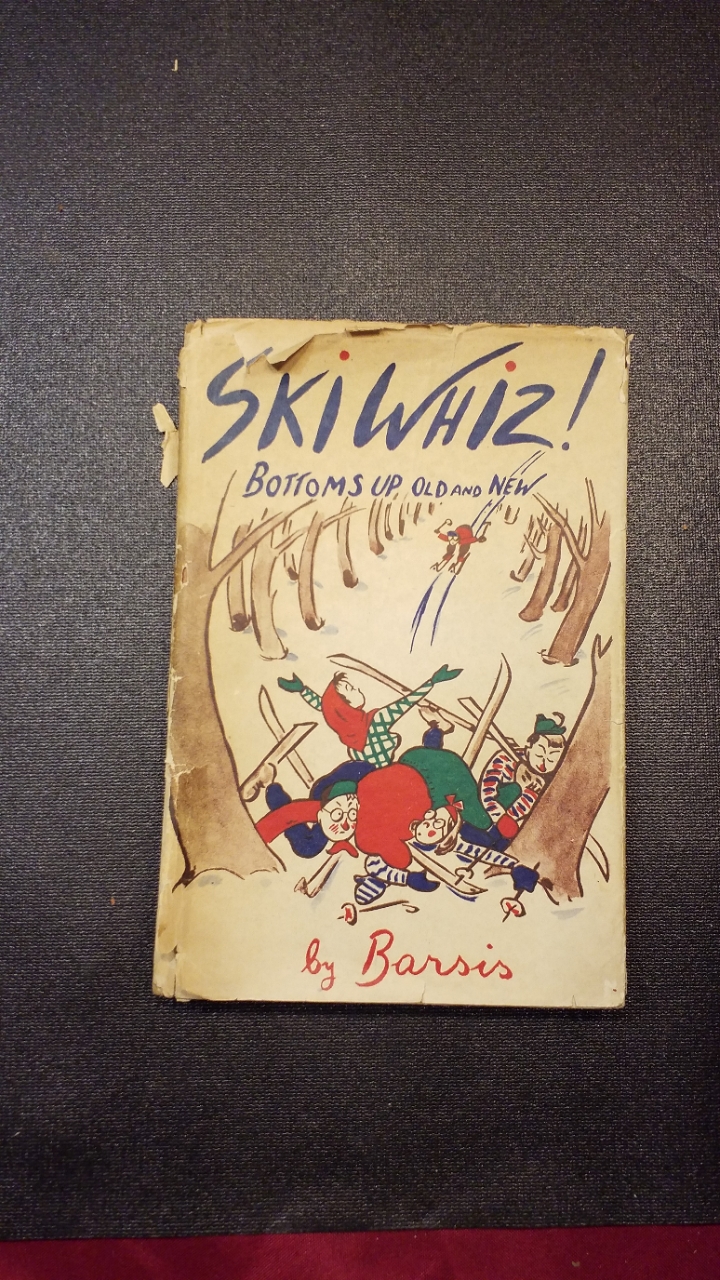 SKI WHIZ!
BOTTOMS UP OLD AND NEW
by Barsis